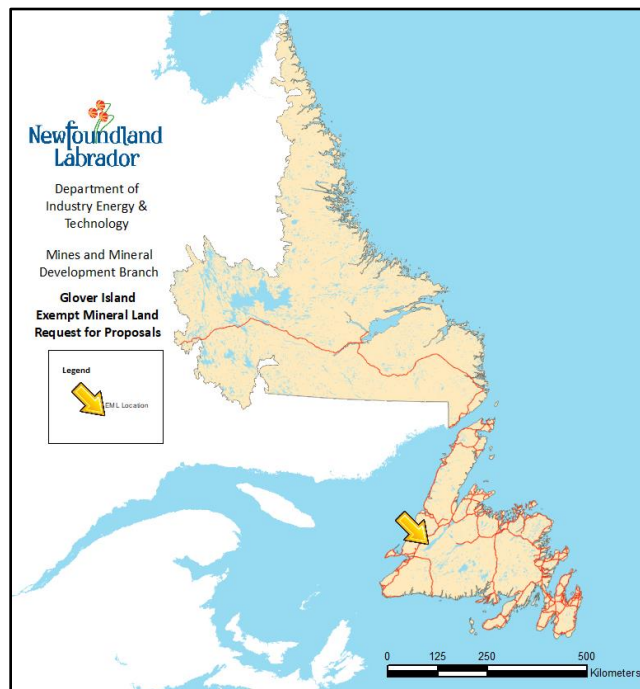 Newfoundland
Labrador
Department of
Industry Energy &
Technology
Mines and Mineral
Development Branch
Glover Island
Exempt Mineral Land
Request for Proposals
Legend
EML Location
0 125 250 500
Kilometers